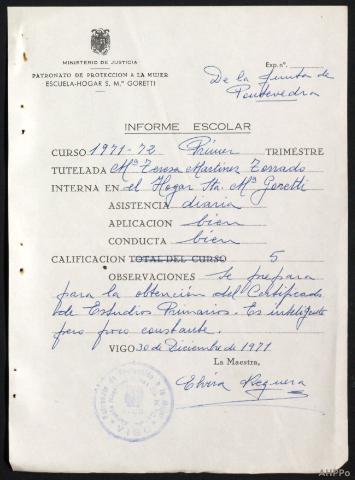 MINISTERIO DE JUSTICIA
PATRONATO DE PROTECCION A LA MUJER
ESCUELA-HOGAR S. M.ª GORETTI
Exp. n.º
De la Junta de
Pontevedra
INFORME ESCOLAR
CURSO 1971-72 Primer TRIMESTRE
TUTELADA Mª Teresa Martinez Torrado
INTERNA EN el Hogar Sta. Mª Goretti
ASISTENCIA diaria
APLICACION bien
CONDUCTA bien
CALIFICACION TOTAL DEL CURSO 5
OBSERVACIONES Se prepara
para la obtención del Certificado
de Estudios Primarios. Es inteligente
pero poco constante.
VIGO 30 de Diciembre de 1971
La Maestra,
Elvira
AHPPo